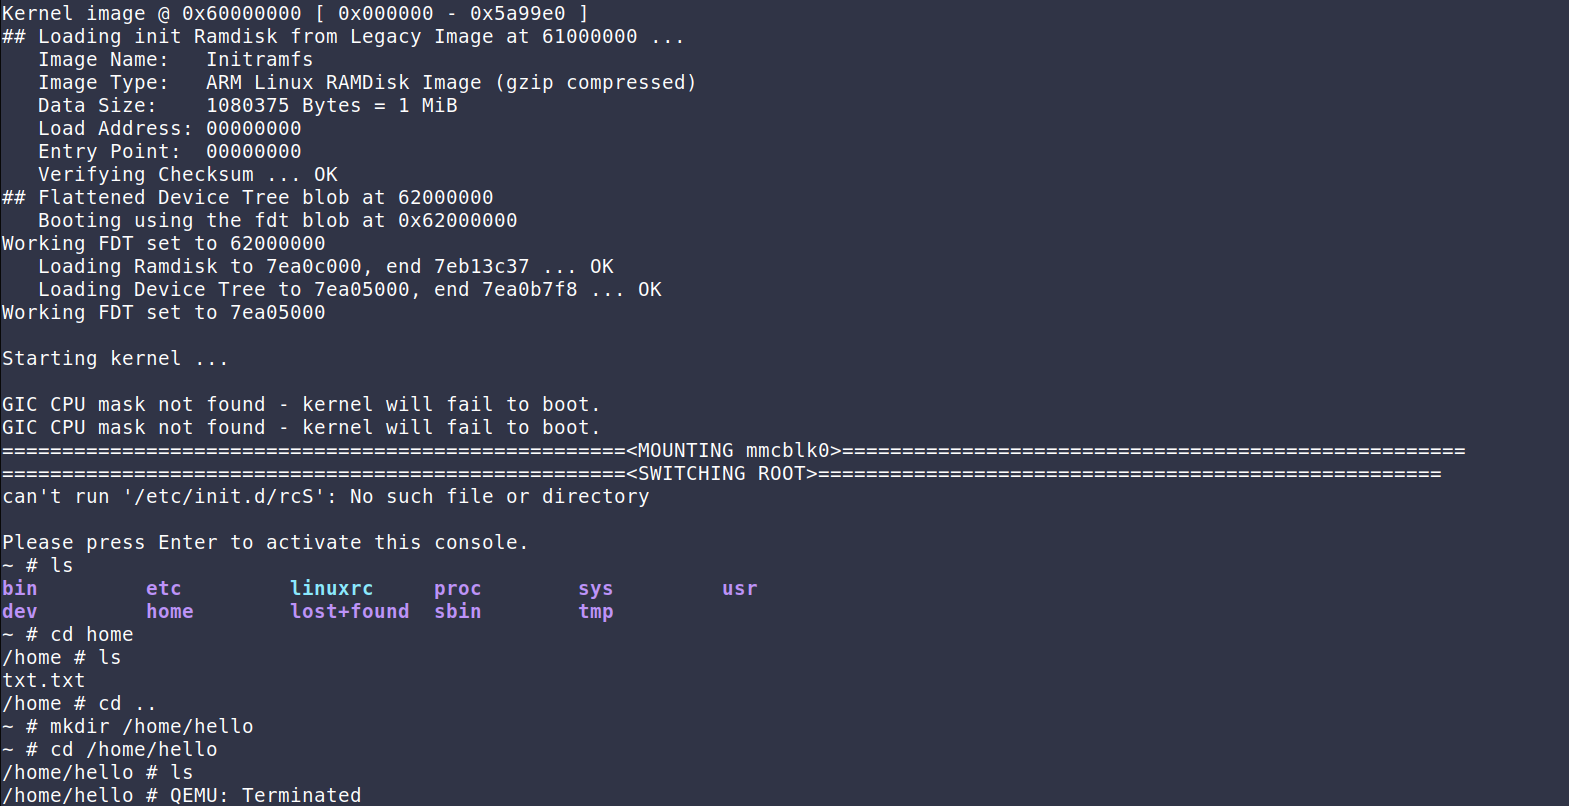 Kernel image @ 0x60000000 [ 0x000000 - 0x5a99e0 ]
## Loading init Ramdisk from Legacy Image at 61000000 ...
   Image Name:   Initramfs
   Image Type:   ARM Linux RAMDisk Image (gzip compressed)
   Data Size:    1080375 Bytes = 1 MiB
   Load Address: 00000000
   Entry Point:  00000000
   Verifying Checksum ... OK
## Flattened Device Tree blob at 62000000
   Booting using the fdt blob at 0x62000000
Working FDT set to 62000000
   Loading Ramdisk to 7ea0c000, end 7eb13c37 ... OK
   Loading Device Tree to 7ea05000, end 7ea0b7f8 ... OK
Working FDT set to 7ea05000

Starting kernel ...

GIC CPU mask not found - kernel will fail to boot.
GIC CPU mask not found - kernel will fail to boot.
====================================================<MOUNTING mmcblk0>====================================================
====================================================<SWITCHING ROOT>====================================================
can't run '/etc/init.d/rcS': No such file or directory

Please press Enter to activate this console.
~ # ls
bin         etc         linuxrc     proc        sys         usr
dev         home        lost+found  sbin        tmp
~ # cd home
/home # ls
txt.txt
/home # cd ..
~ # mkdir /home/hello
~ # cd /home/hello
/home/hello # ls
/home/hello # QEMU: Terminated